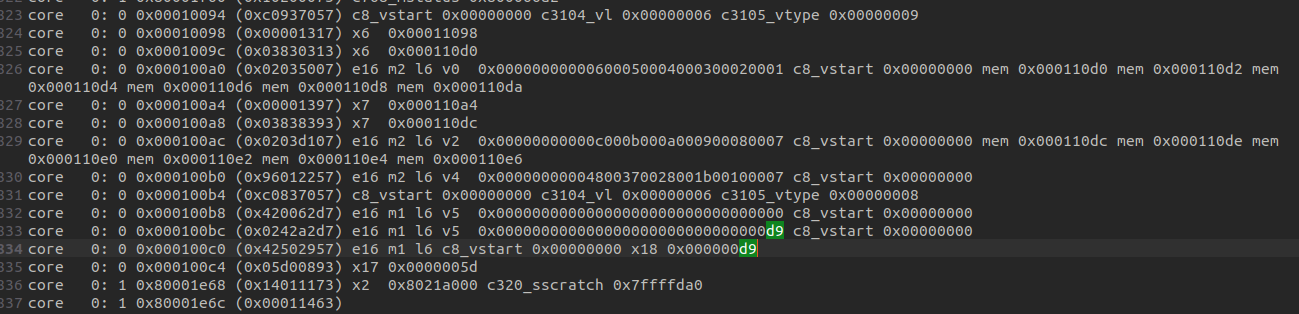 323 core   0: 0 0x00010094 (0xc0937057) c8_vstart 0x00000000 c3104_vl 0x00000006 c3105_vtype 0x00000009
324 core   0: 0 0x00010098 (0x00001317) x6  0x00011098
325 core   0: 0 0x0001009c (0x03830313) x6  0x000110d0
326 core   0: 0 0x000100a0 (0x02035007) e16 m2 l6 v0  0x00000000000600050004000300020001 c8_vstart 0x00000000 mem 0x000110d0 mem 0x000110d2 mem
0x000110d4 mem 0x000110d6 mem 0x000110d8 mem 0x000110da
327 core   0: 0 0x000100a4 (0x00001397) x7  0x000110a4
328 core   0: 0 0x000100a8 (0x03838393) x7  0x000110dc
329 core   0: 0 0x000100ac (0x0203d107) e16 m2 l6 v2  0x00000000000c000b000a000900080007 c8_vstart 0x00000000 mem 0x000110dc mem 0x000110de mem
0x000110e0 mem 0x000110e2 mem 0x000110e4 mem 0x000110e6
330 core   0: 0 0x000100b0 (0x96012257) e16 m2 l6 v4  0x00000000004800370028001b00100007 c8_vstart 0x00000000
331 core   0: 0 0x000100b4 (0xc0837057) c8_vstart 0x00000000 c3104_vl 0x00000006 c3105_vtype 0x00000008
332 core   0: 0 0x000100b8 (0x420062d7) e16 m1 l6 v5  0x00000000000000000000000000000000 c8_vstart 0x00000000
333 core   0: 0 0x000100bc (0x0242a2d7) e16 m1 l6 v5  0x000000000000000000000000000000d9 c8_vstart 0x00000000
334 core   0: 0 0x000100c0 (0x42502957) e16 m1 l6 c8_vstart 0x00000000 x18 0x000000d9
335 core   0: 0 0x000100c4 (0x05d00893) x17 0x0000005d
336 core   0: 1 0x80001e68 (0x14011173) x2  0x8021a000 c320_sscratch 0x7ffffda0
337 core   0: 1 0x80001e6c (0x00011463)